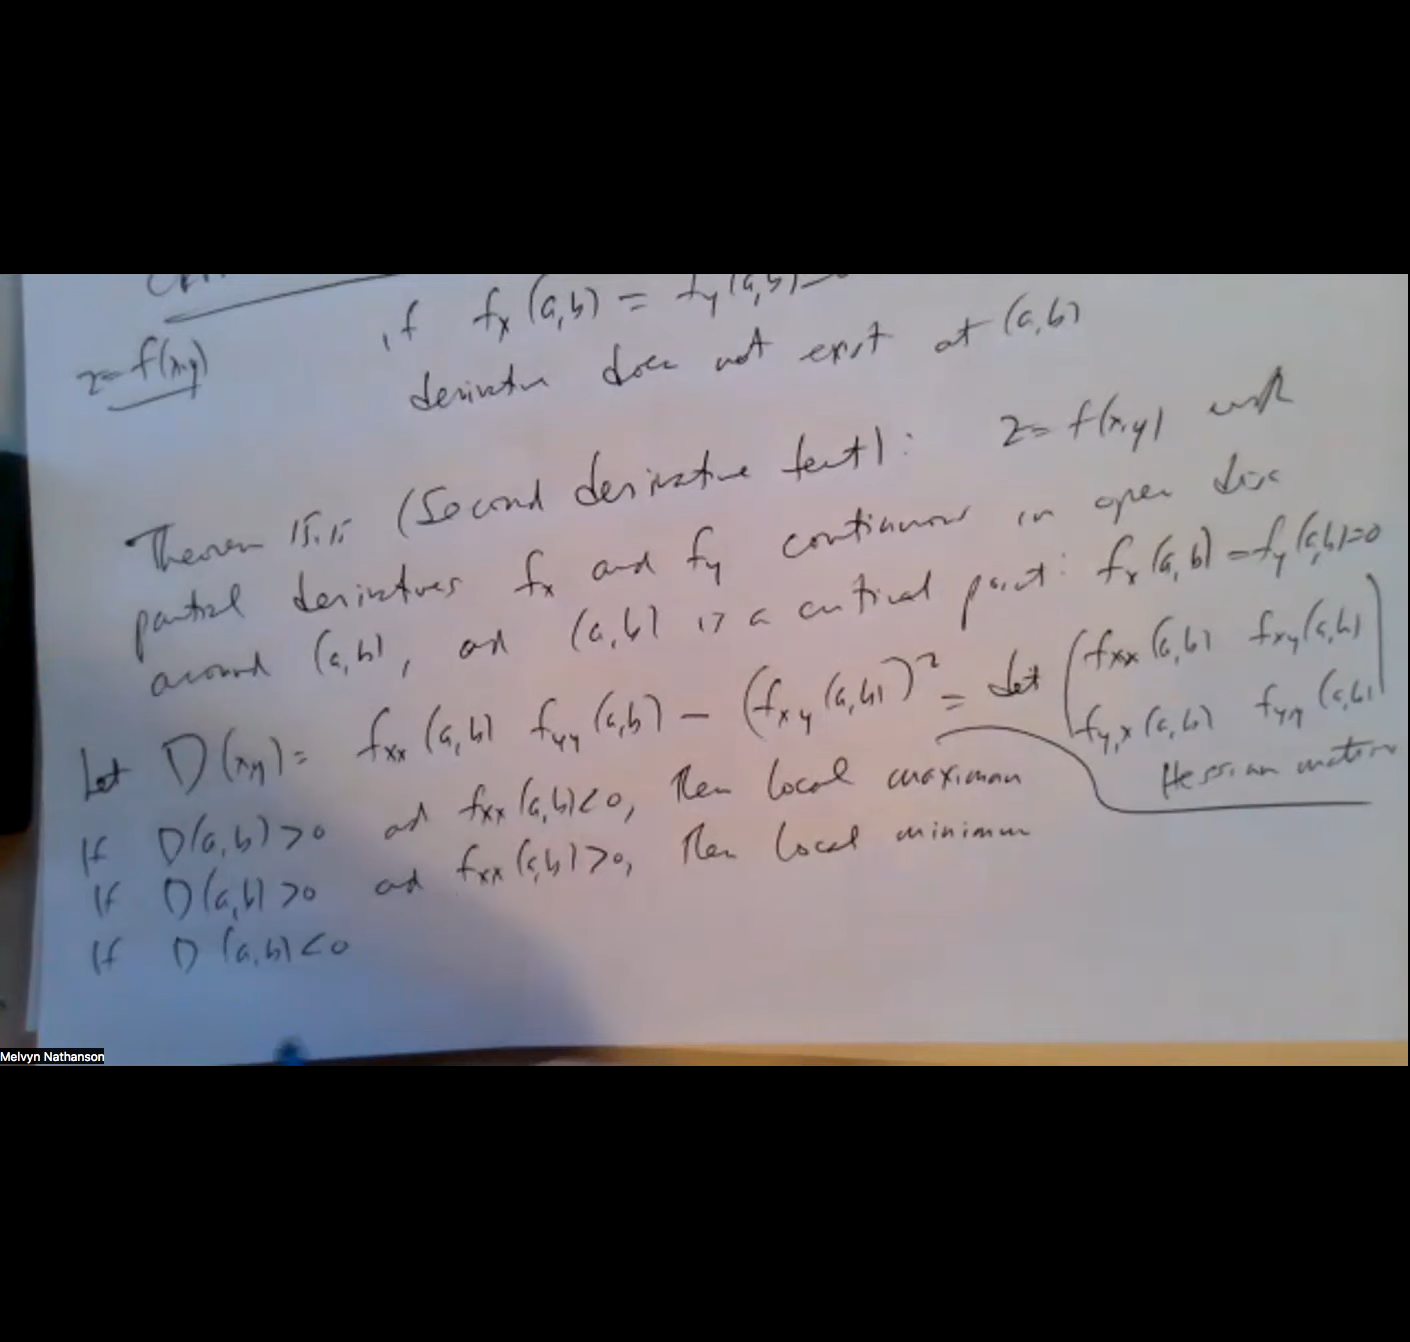 if fx (a,b) = fy (a,b)
z = f(x,y)
derivative does not exist at (a,b)
Theorem 15.15 (Second derivative test): z = f(x,y) with
partial derivatives fx and fy continuous in open disc
around (a,b), and (a,b) is a critical point: fx (a,b) = fy (a,b) = 0
Let D(x,y) = fxx (a,b) fyy (a,b) - (fxy (a,b))² = det ( fxx (a,b) fxy (a,b)
fy,x (a,b) fyy (a,b) )
Hessian matrix
If D(a,b) > 0 and fxx (a,b) < 0, then local maximum
If D(a,b) > 0 and fxx (a,b) > 0, then local minimum
If D (a,b) < 0
Melvyn Nathanson